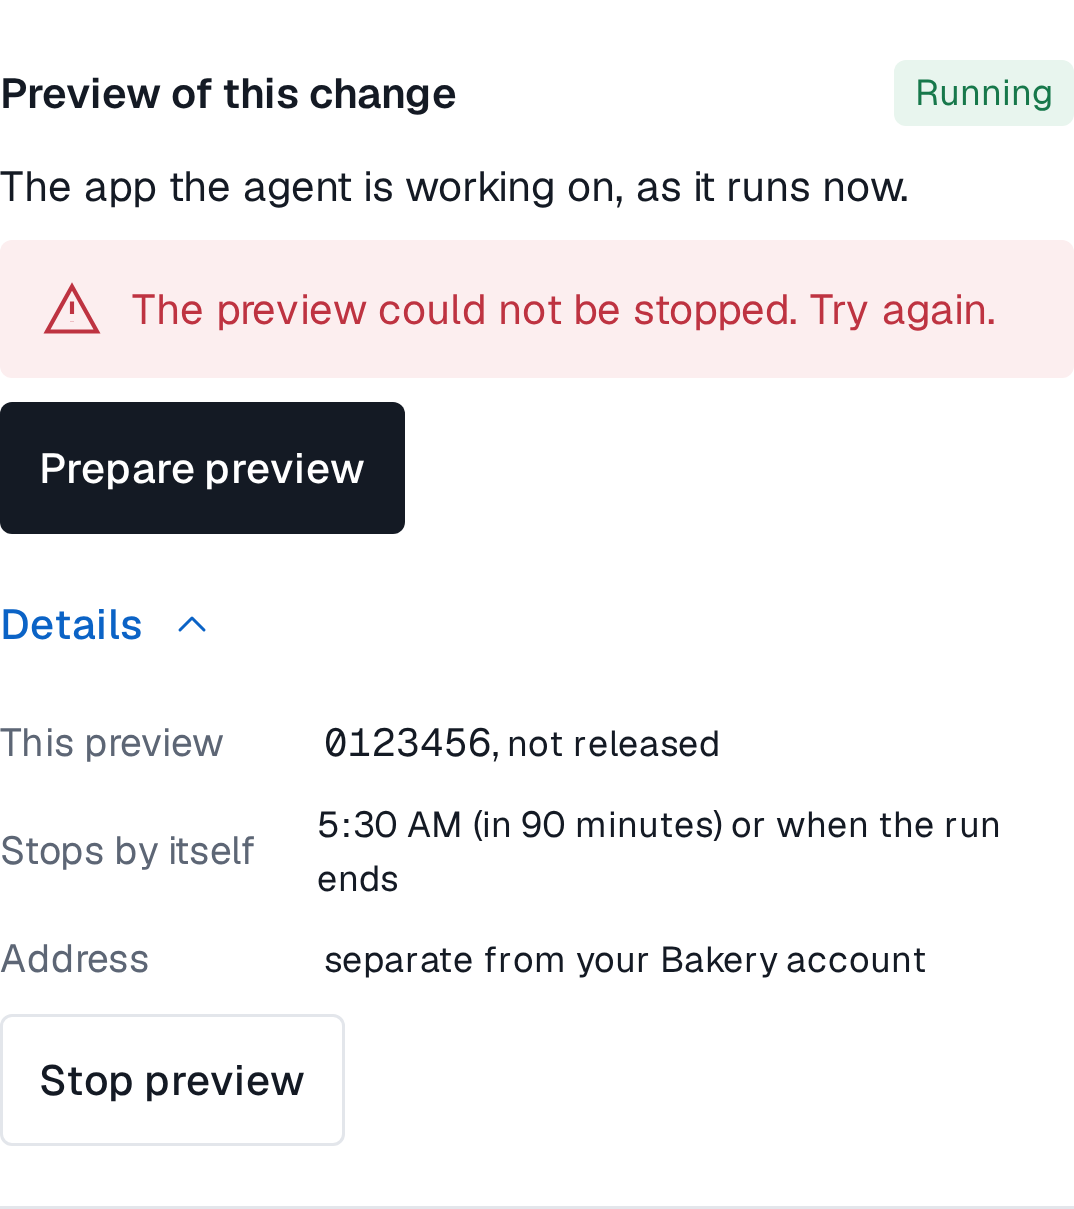 Preview of this change
Running
The app the agent is working on, as it runs now.
The preview could not be stopped. Try again.
Prepare preview
Details
This preview
0123456, not released
Stops by itself
5:30 AM (in 90 minutes) or when the run
ends
Address
separate from your Bakery account
Stop preview